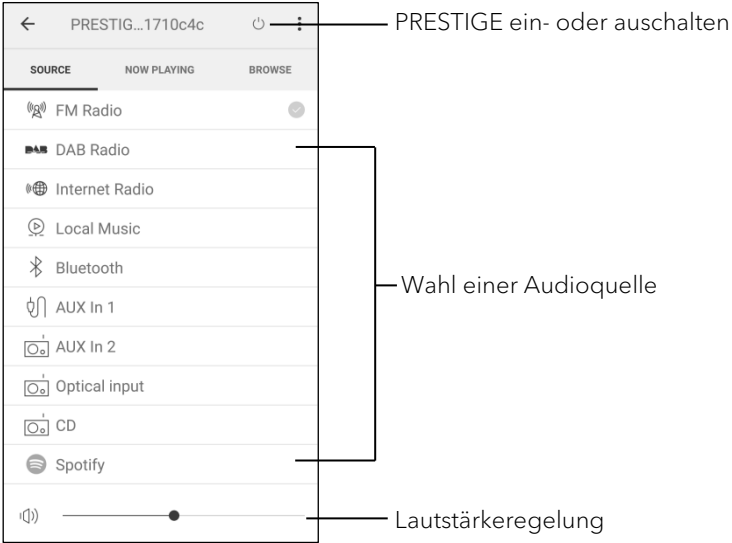 PRESTIG...1710c4c
PRESTIGE ein- oder auschalten
SOURCE NOW PLAYING BROWSE
FM Radio
DAB DAB Radio
Internet Radio
Local Music
Bluetooth
Wahl einer Audioquelle
AUX In 1
AUX In 2
Optical input
CD
Spotify
Lautstärkeregelung